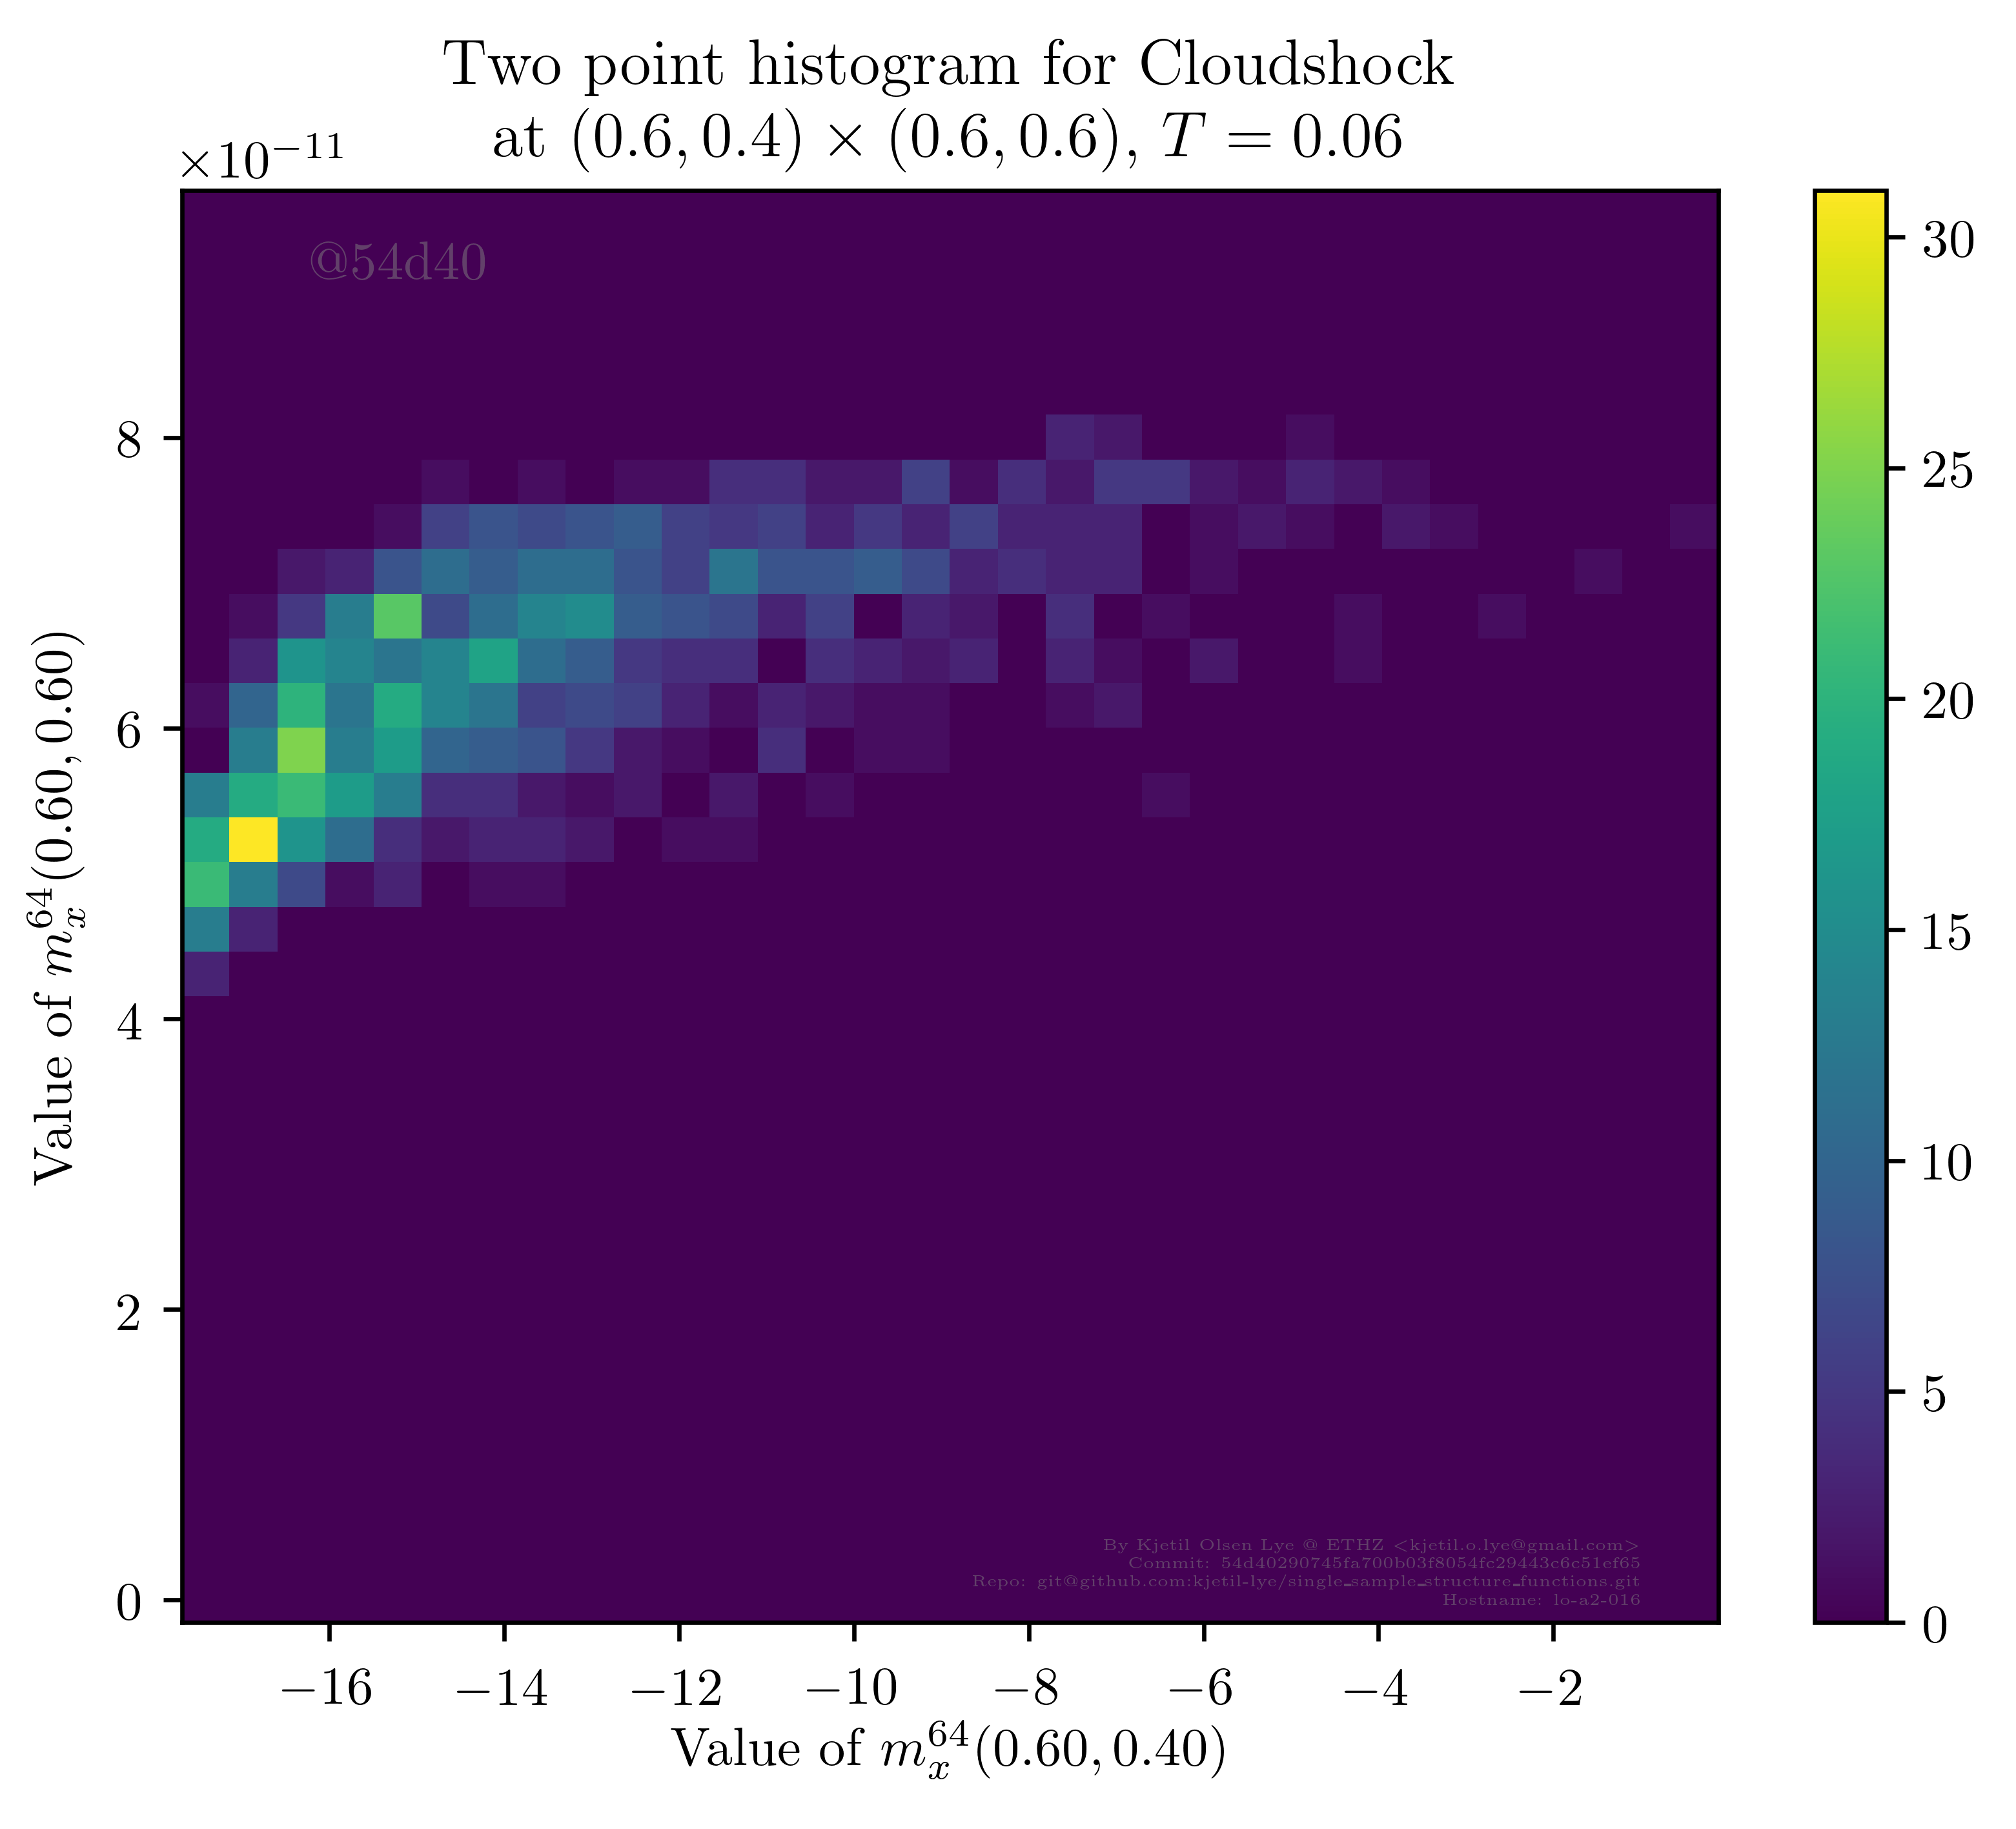 Two point histogram for Cloudshock
at (0.6, 0.4) × (0.6, 0.6), T = 0.06
×10⁻¹¹
@54d40
8
6
4
2
0
Value of m_x^64(0.60, 0.60)
−16 −14 −12 −10 −8 −6 −4 −2
Value of m_x^64(0.60, 0.40)
30
25
20
15
10
5
0
By Kjetil Olsen Lye @ ETHZ <kjetil.o.lye@gmail.com>
Commit: 54d40290745fa700b03f8054fc29443c6c51ef65
Repo: git@github.com:kjetil-lye/single_sample_structure_functions.git
Hostname: lo-a2-016